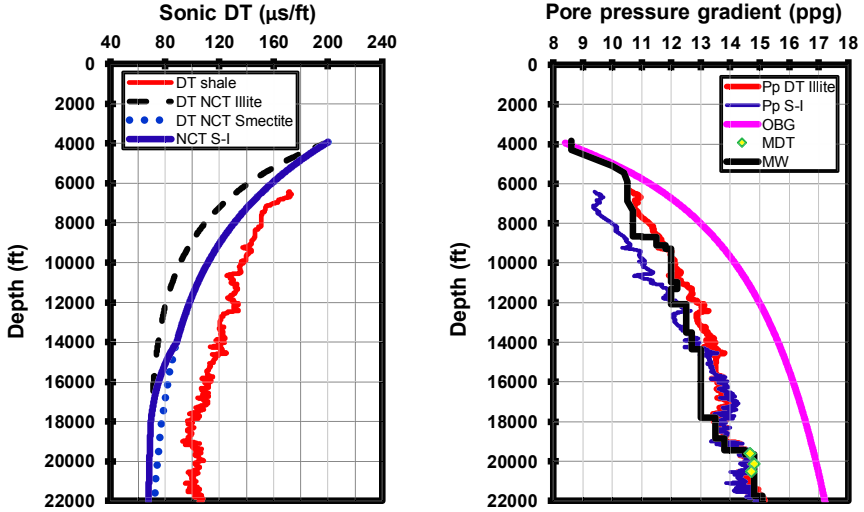 Sonic DT (µs/ft)
40 80 120 160 200 240
0
2000
4000
6000
8000
10000
12000
14000
16000
18000
20000
22000
Depth (ft)
DT shale
DT NCT Illite
DT NCT Smectite
NCT S-I
Pore pressure gradient (ppg)
8 9 10 11 12 13 14 15 16 17 18
0
2000
4000
6000
8000
10000
12000
14000
16000
18000
20000
22000
Depth (ft)
Pp DT Illite
Pp S-I
OBG
MDT
MW